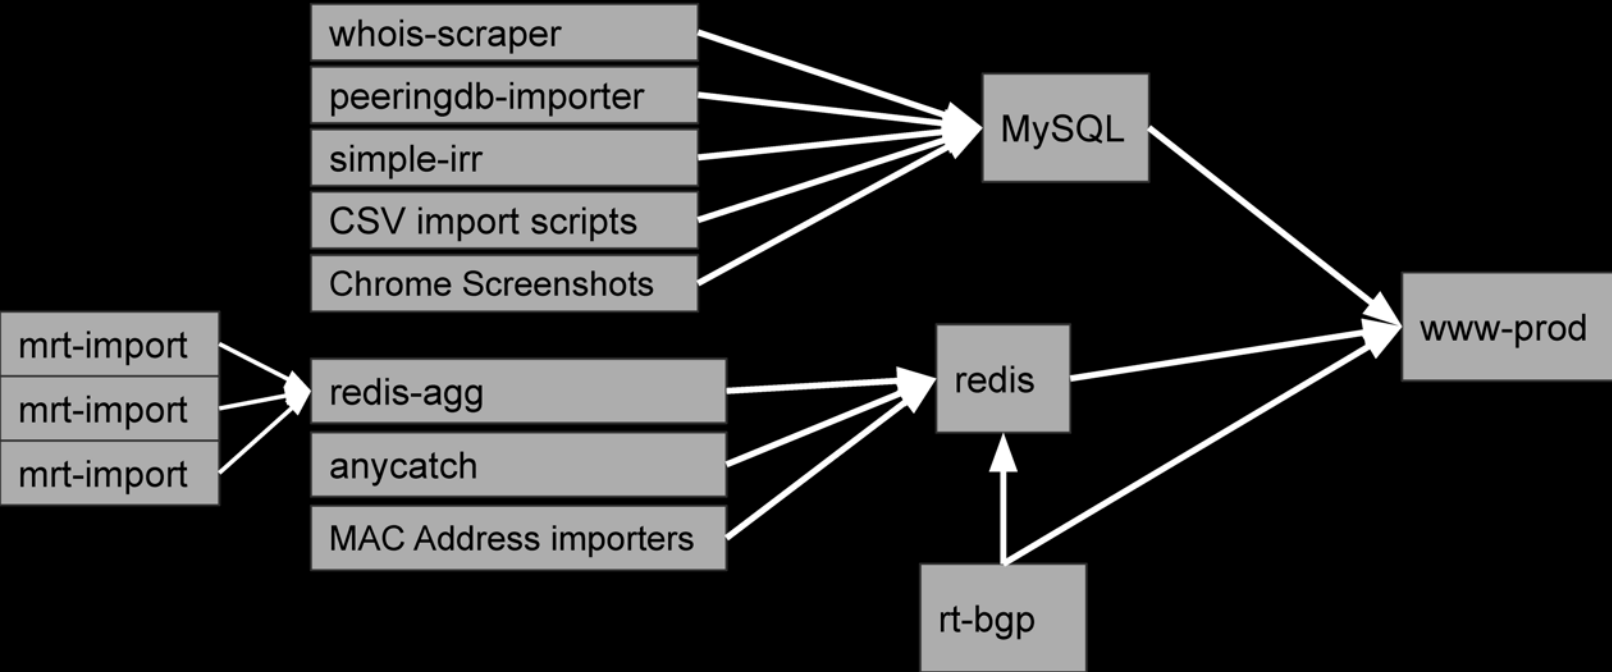 whois-scraper
peeringdb-importer
simple-irr
CSV import scripts
Chrome Screenshots
MySQL
www-prod
mrt-import
mrt-import
mrt-import
redis-agg
anycatch
MAC Address importers
redis
rt-bgp